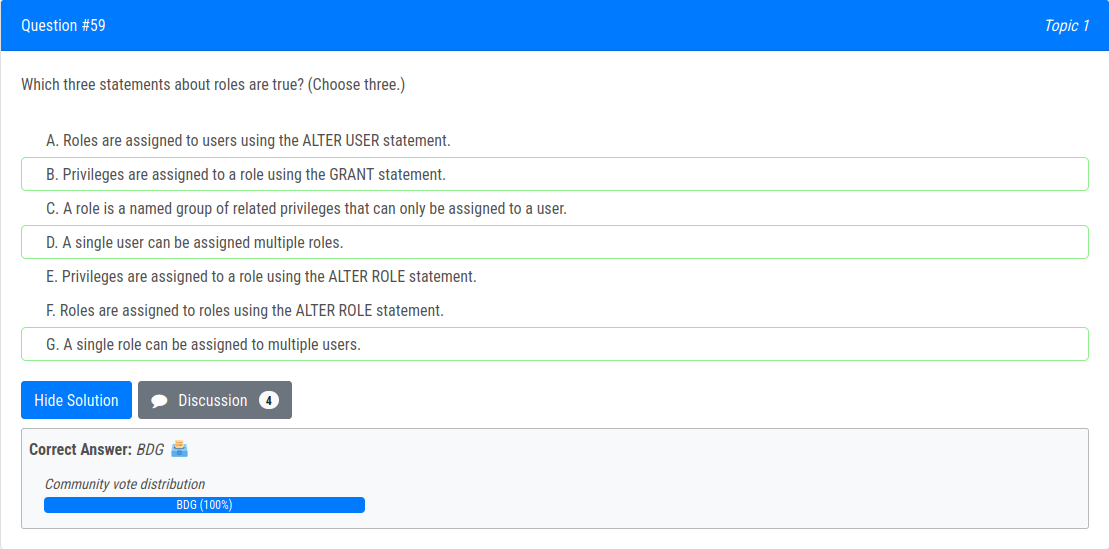 Question #59
Topic 1
Which three statements about roles are true? (Choose three.)
A. Roles are assigned to users using the ALTER USER statement.
B. Privileges are assigned to a role using the GRANT statement.
C. A role is a named group of related privileges that can only be assigned to a user.
D. A single user can be assigned multiple roles.
E. Privileges are assigned to a role using the ALTER ROLE statement.
F. Roles are assigned to roles using the ALTER ROLE statement.
G. A single role can be assigned to multiple users.
Hide Solution
Discussion 4
Correct Answer: BDG
Community vote distribution
BDG (100%)